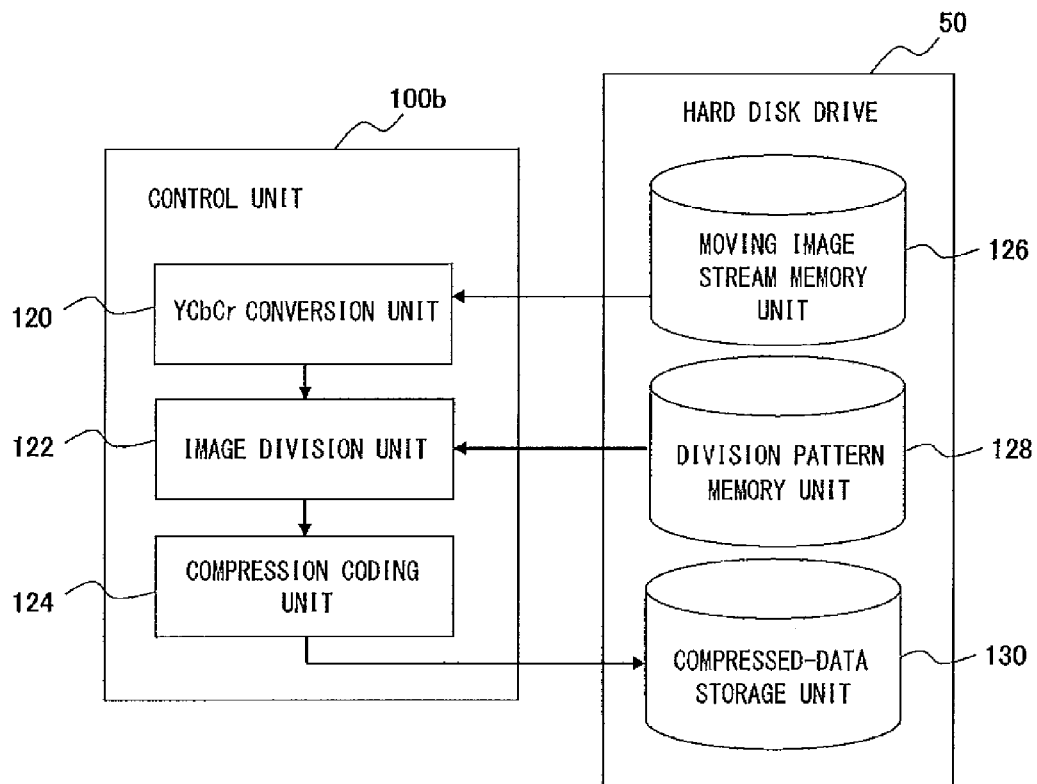 50
100b
HARD DISK DRIVE
CONTROL UNIT
MOVING IMAGE
STREAM MEMORY
UNIT
126
120
YCbCr CONVERSION UNIT
122
IMAGE DIVISION UNIT
DIVISION PATTERN
MEMORY UNIT
128
124
COMPRESSION CODING
UNIT
COMPRESSED-DATA
STORAGE UNIT
130